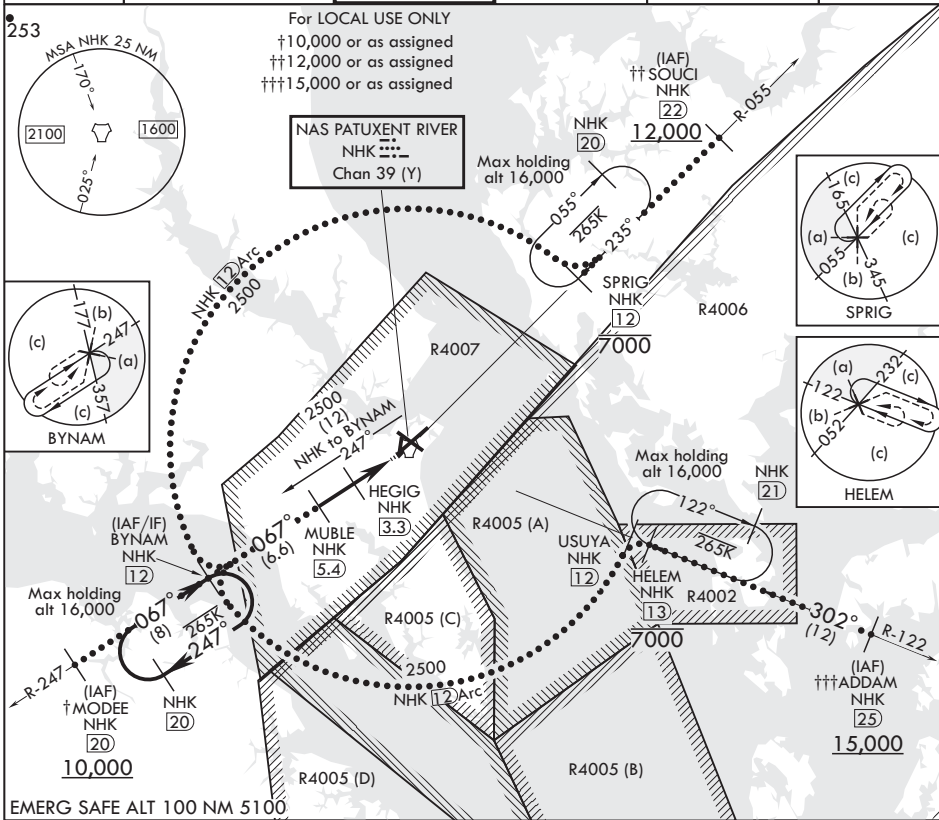 253
MSA NHK 25 NM
170°
2100
1600
025°
For LOCAL USE ONLY
†10,000 or as assigned
††12,000 or as assigned
†††15,000 or as assigned
NAS PATUXENT RIVER
NHK
Chan 39 (Y)
(IAF)
††SOUCI
NHK
22
12,000
R-055
NHK
20
Max holding
alt 16,000
055°
265K
235°
(c)
165
(a)
(c)
055
345
(b)
SPRIG
NHK 12 Arc
2500
SPRIG
NHK
12
7000
R4006
R4007
177
(b)
(c)
247
(a)
357
(c)
BYNAM
2500
(12)
NHK to BYNAM
247°
HEGIG
NHK
3.3
MUBLE
NHK
5.4
067°
(6.6)
(a)
232
(c)
122
(b)
052
(c)
HELEM
Max holding
alt 16,000
NHK
21
122°
265K
R4005 (A)
USUYA
NHK
12
HELEM
NHK
13
7000
R4002
302°
(12)
R-122
(IAF)
†††ADDAM
NHK
25
15,000
(IAF/IF)
BYNAM
NHK
12
Max holding
alt 16,000
067°
(8)
265K
247°
R-247
(IAF)
†MODEE
NHK
20
10,000
NHK
20
R4005 (C)
2500
NHK 12 Arc
R4005 (D)
R4005 (B)
EMERG SAFE ALT 100 NM 5100